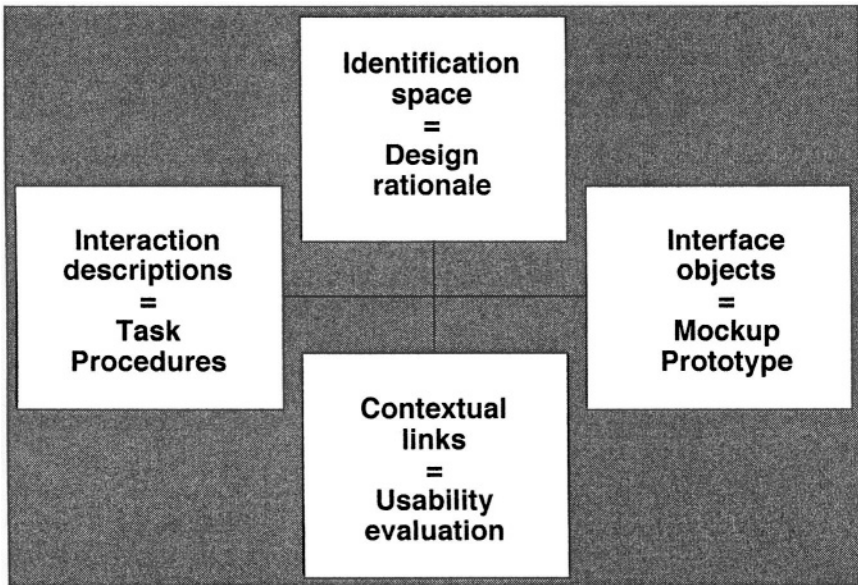 Identification
space
=
Design
rationale
Interaction
descriptions
=
Task
Procedures
Interface
objects
=
Mockup
Prototype
Contextual
links
=
Usability
evaluation